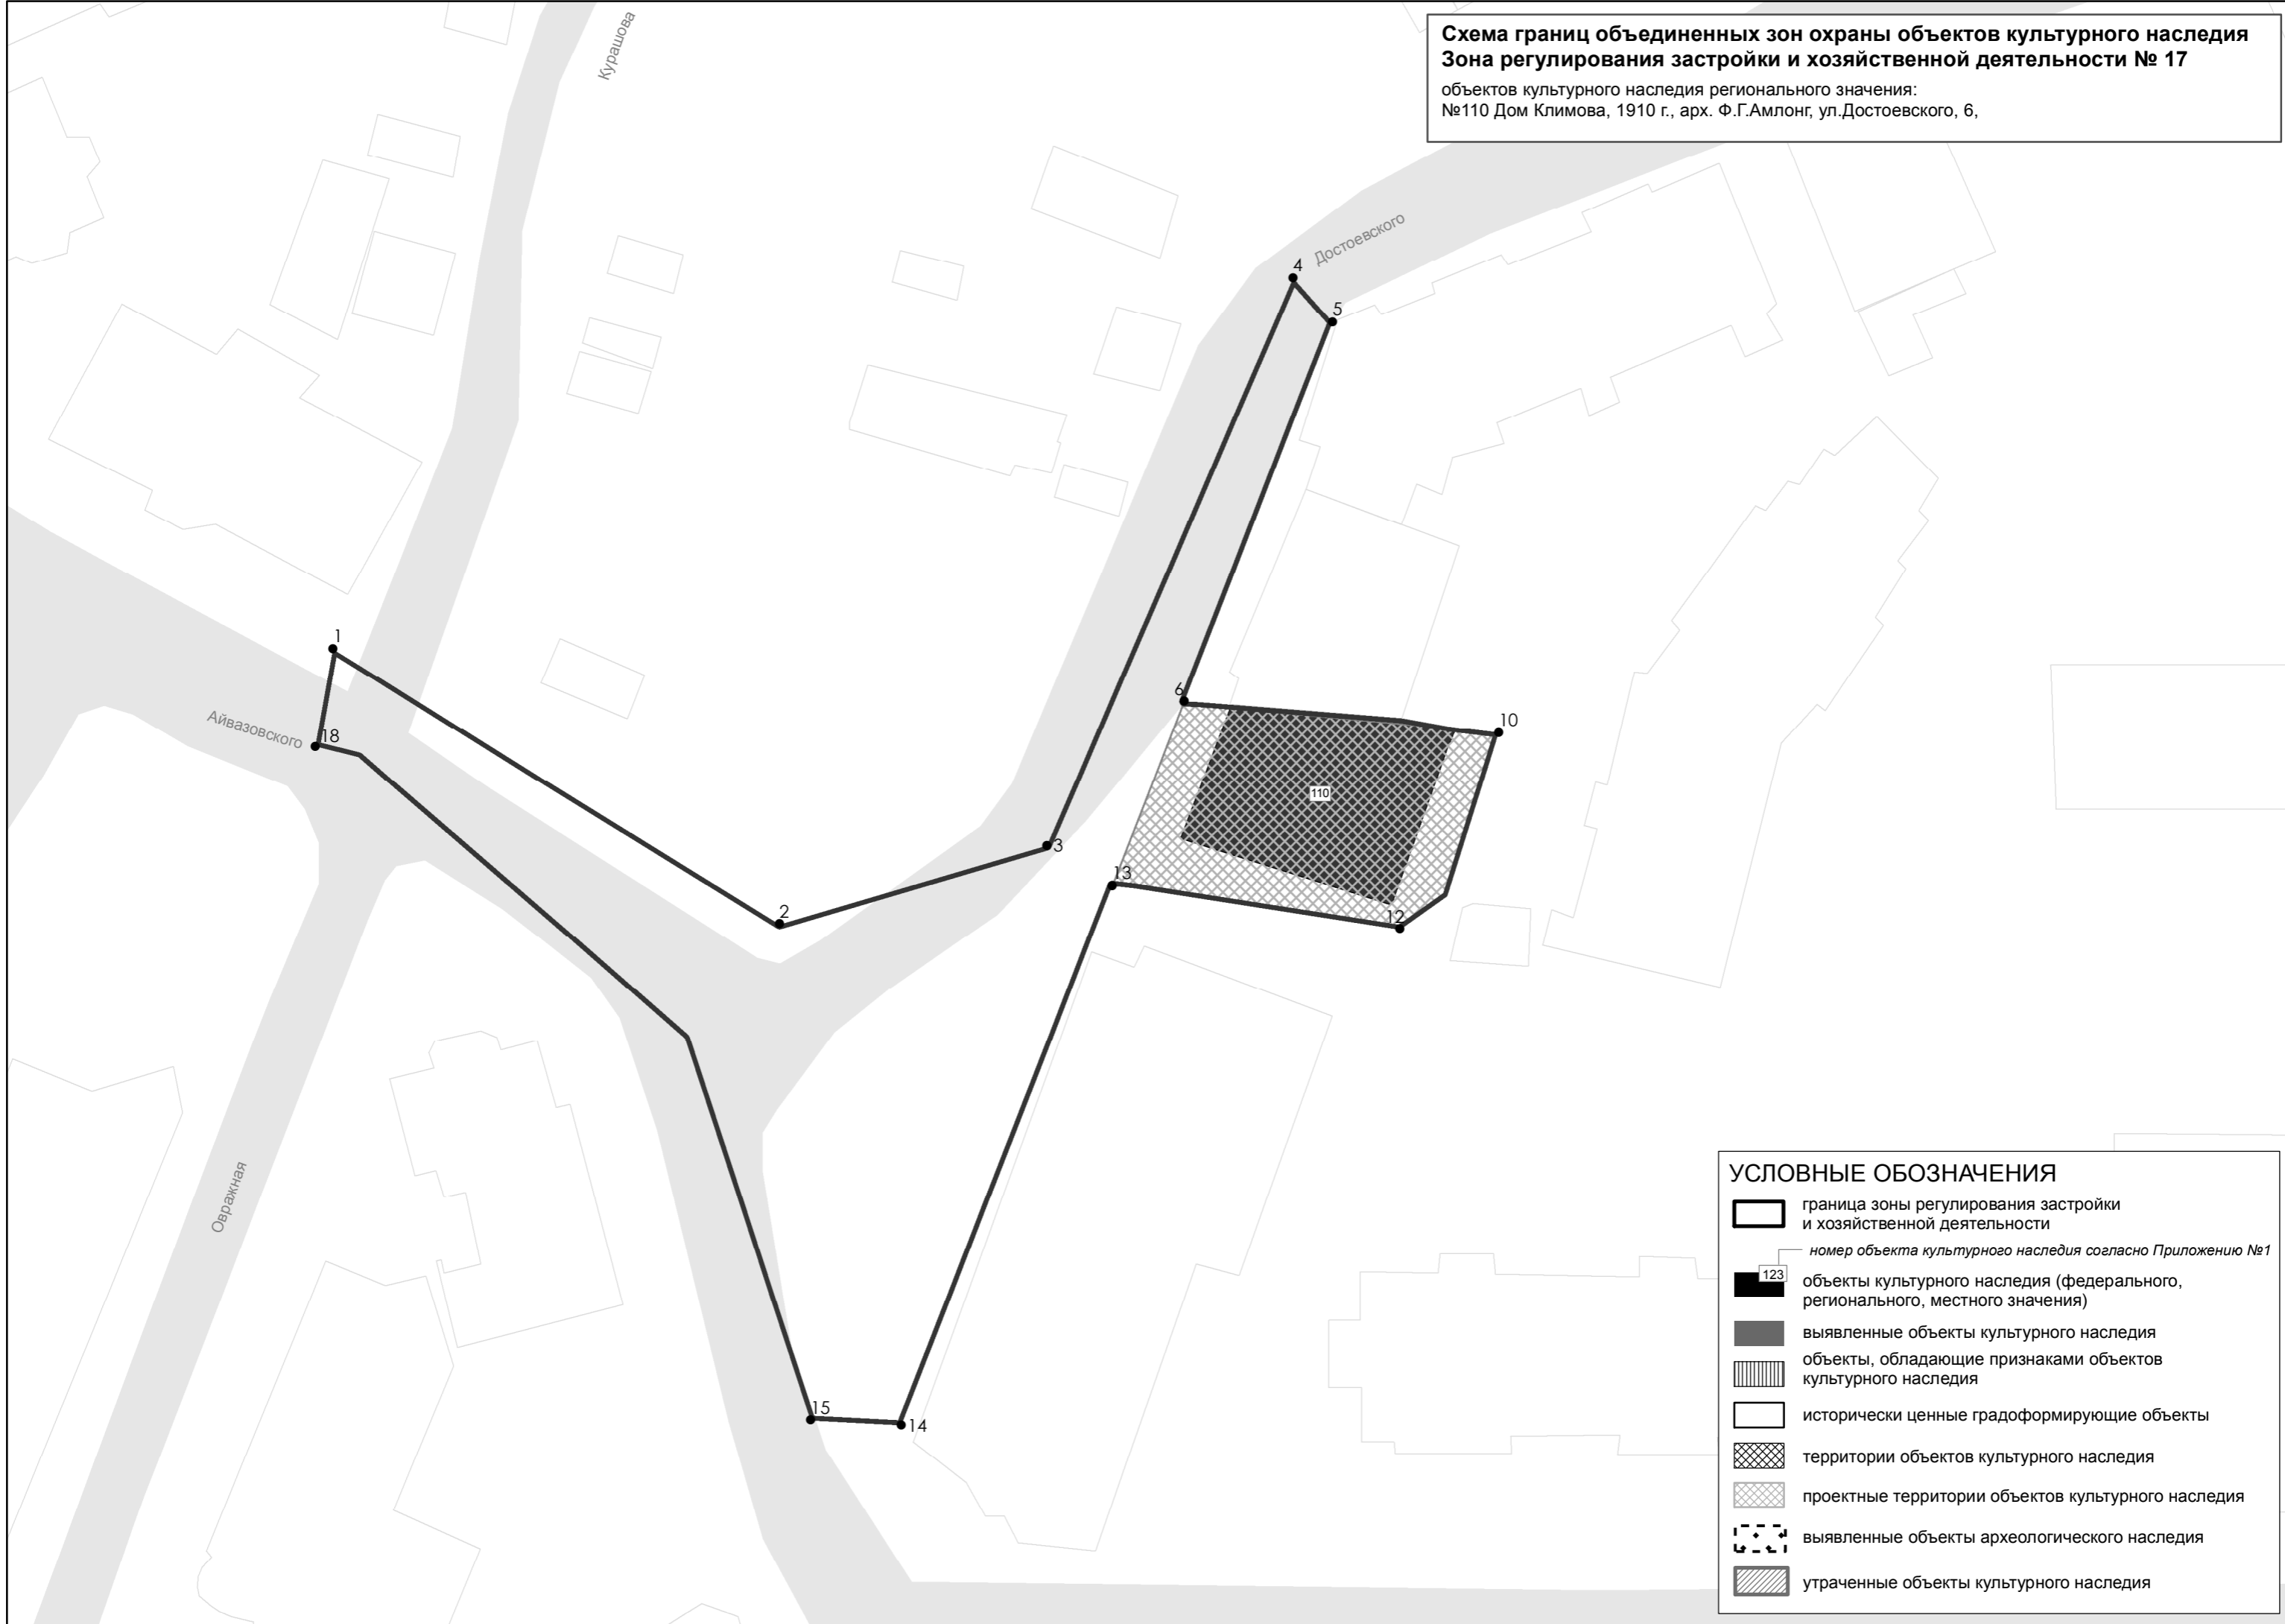 Схема границ объединенных зон охраны объектов культурного наследия
Зона регулирования застройки и хозяйственной деятельности № 17
объектов культурного наследия регионального значения:
№110 Дом Климова, 1910 г., арх. Ф.Г.Амлонг, ул.Достоевского, 6,
Курашова
Достоевского
4
5
1
6
Айвазовского
18
10
110
3
13
2
12
Овражная
15
14
УСЛОВНЫЕ ОБОЗНАЧЕНИЯ
граница зоны регулирования застройки
и хозяйственной деятельности
номер объекта культурного наследия согласно Приложению №1
123
объекты культурного наследия (федерального,
регионального, местного значения)
выявленные объекты культурного наследия
объекты, обладающие признаками объектов
культурного наследия
исторически ценные градоформирующие объекты
территории объектов культурного наследия
проектные территории объектов культурного наследия
выявленные объекты археологического наследия
утраченные объекты культурного наследия